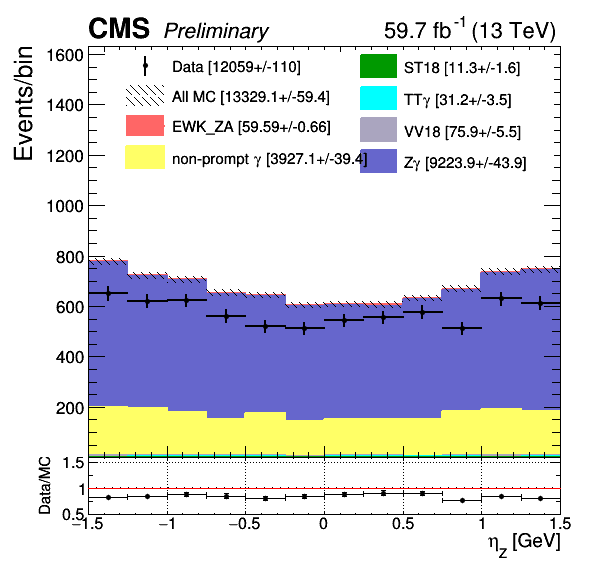 CMS Preliminary 59.7 fb⁻¹ (13 TeV)
Events/bin
Data [12059+/-110]
All MC [13329.1+/-59.4]
EWK_ZA [59.59+/-0.66]
non-prompt γ [3927.1+/-39.4]
ST18 [11.3+/-1.6]
TTγ [31.2+/-3.5]
VV18 [75.9+/-5.5]
Zγ [9223.9+/-43.9]
1600
1400
1200
1000
800
600
400
200
Data/MC
1.5
1
0.5
−1.5 −1 −0.5 0 0.5 1 1.5
η_Z [GeV]